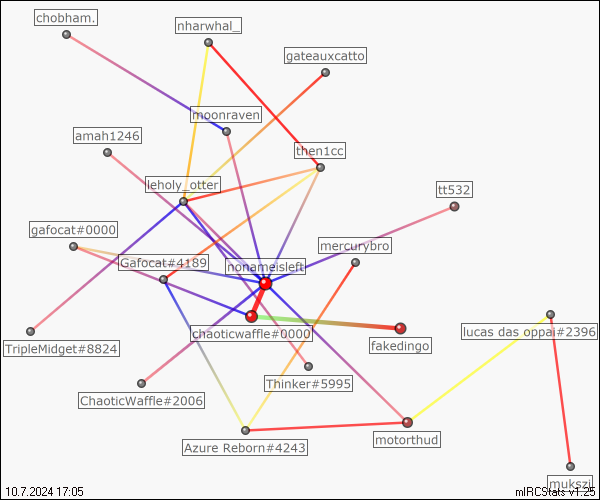 chobham.
nharwhal_
gateauxcatto
moonraven
amah1246
then1cc
leholy_otter
tt532
gafocat#0000
mercurybro
Gafocat#4189
nonameisleft
chaoticwaffle#0000
lucas das oppai#2396
fakedingo
TripleMidget#8824
Thinker#5995
ChaoticWaffle#2006
motorthud
Azure Reborn#4243
mukszi
10.7.2024 17:05
mIRCStats v1.25